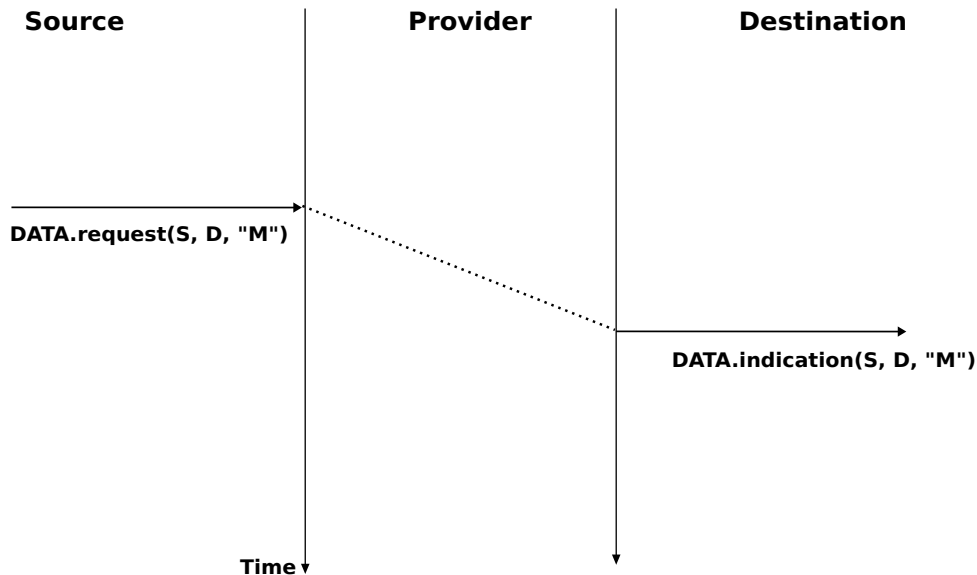 Source Provider Destination
DATA.request(S, D, "M")
DATA.indication(S, D, "M")
Time